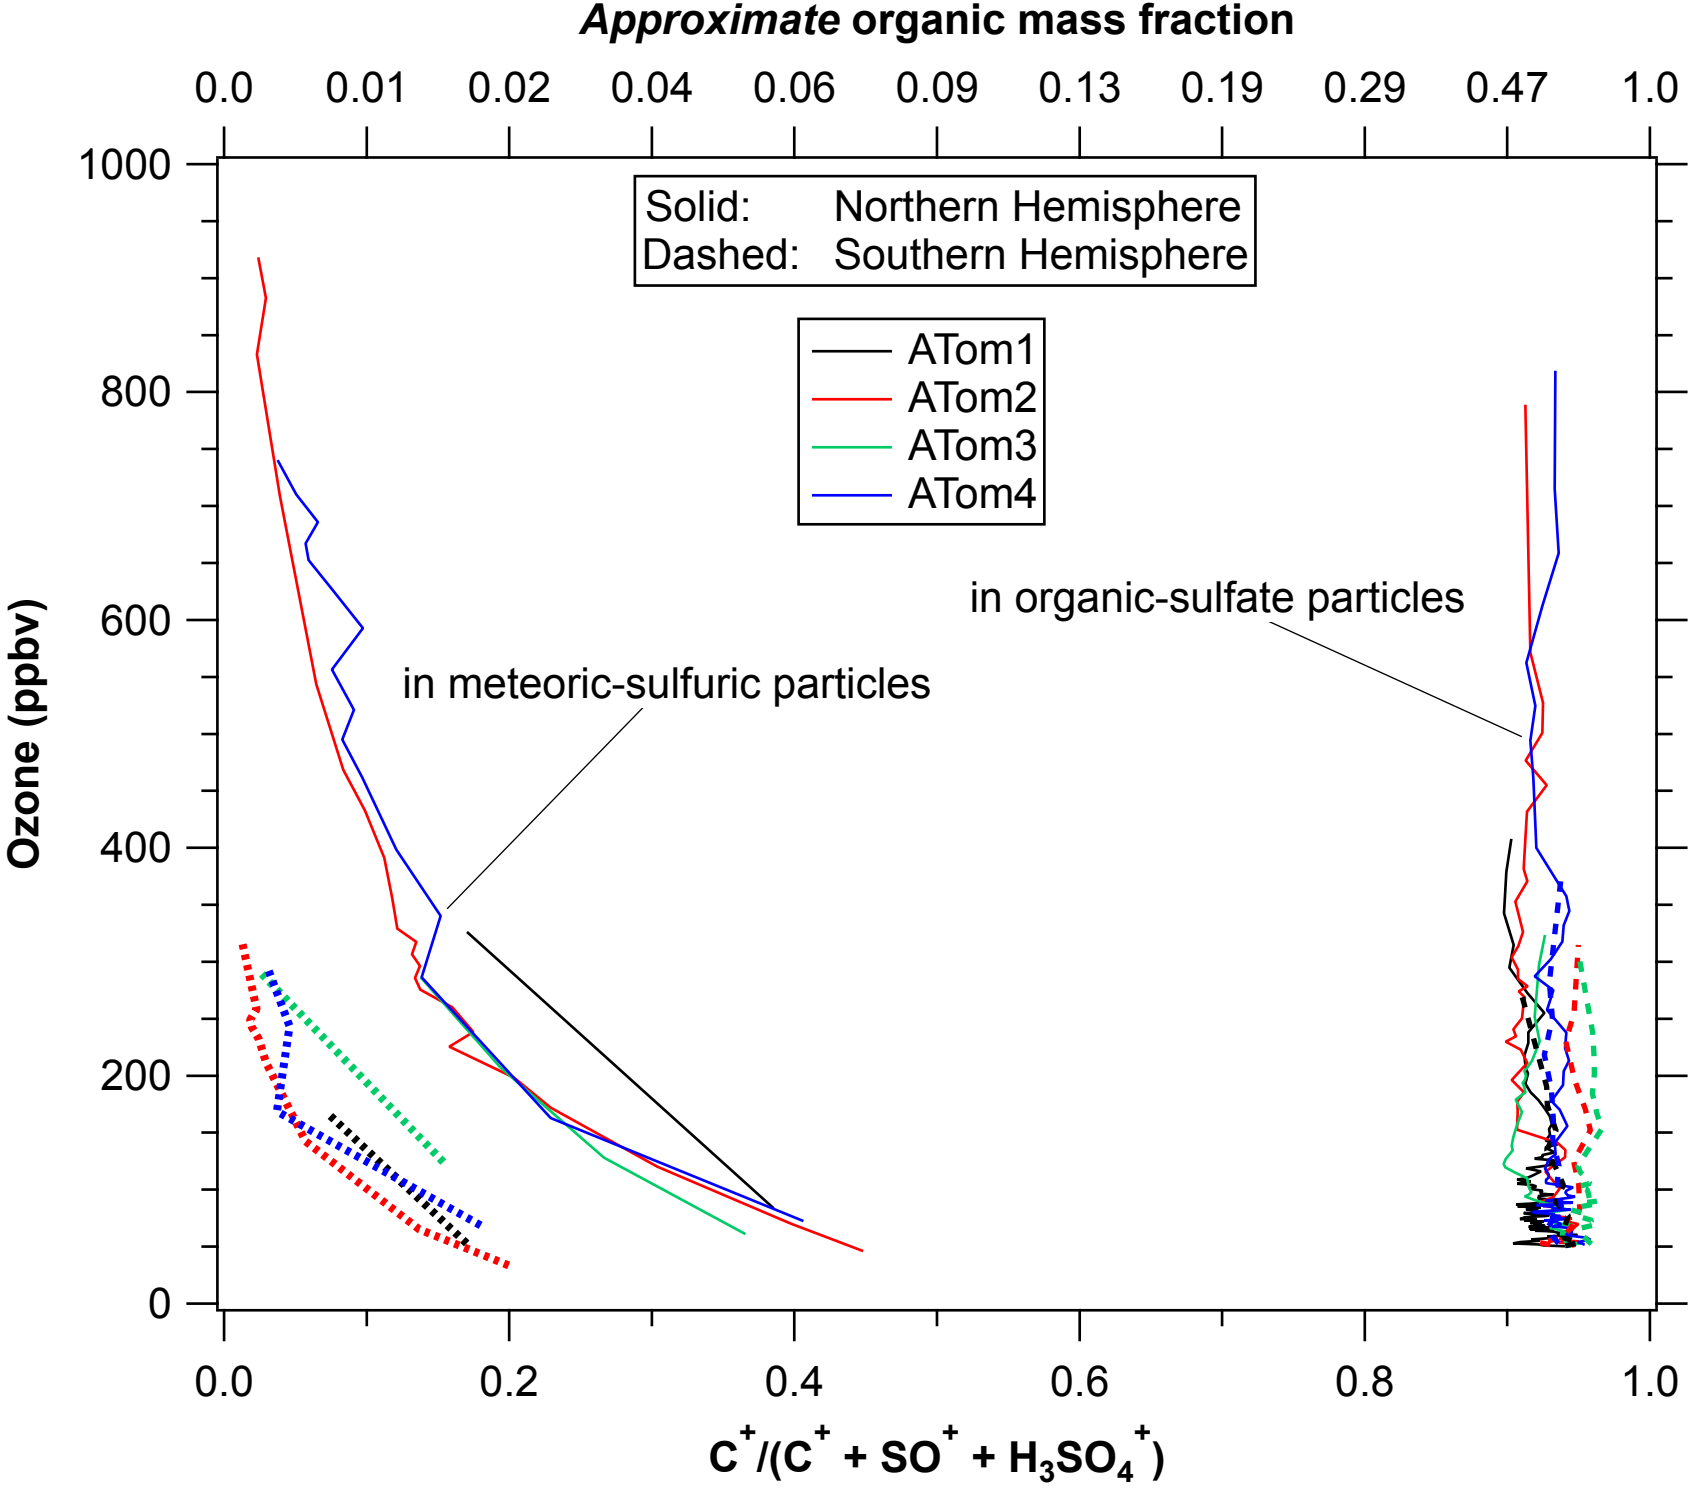 Approximate organic mass fraction
0.0 0.01 0.02 0.04 0.06 0.09 0.13 0.19 0.29 0.47 1.0
1000
800
600
400
200
0
Ozone (ppbv)
Solid: Northern Hemisphere
Dashed: Southern Hemisphere
ATom1
ATom2
ATom3
ATom4
in organic-sulfate particles
in meteoric-sulfuric particles
0.0 0.2 0.4 0.6 0.8 1.0
C⁺/(C⁺ + SO⁺ + H₃SO₄⁺)